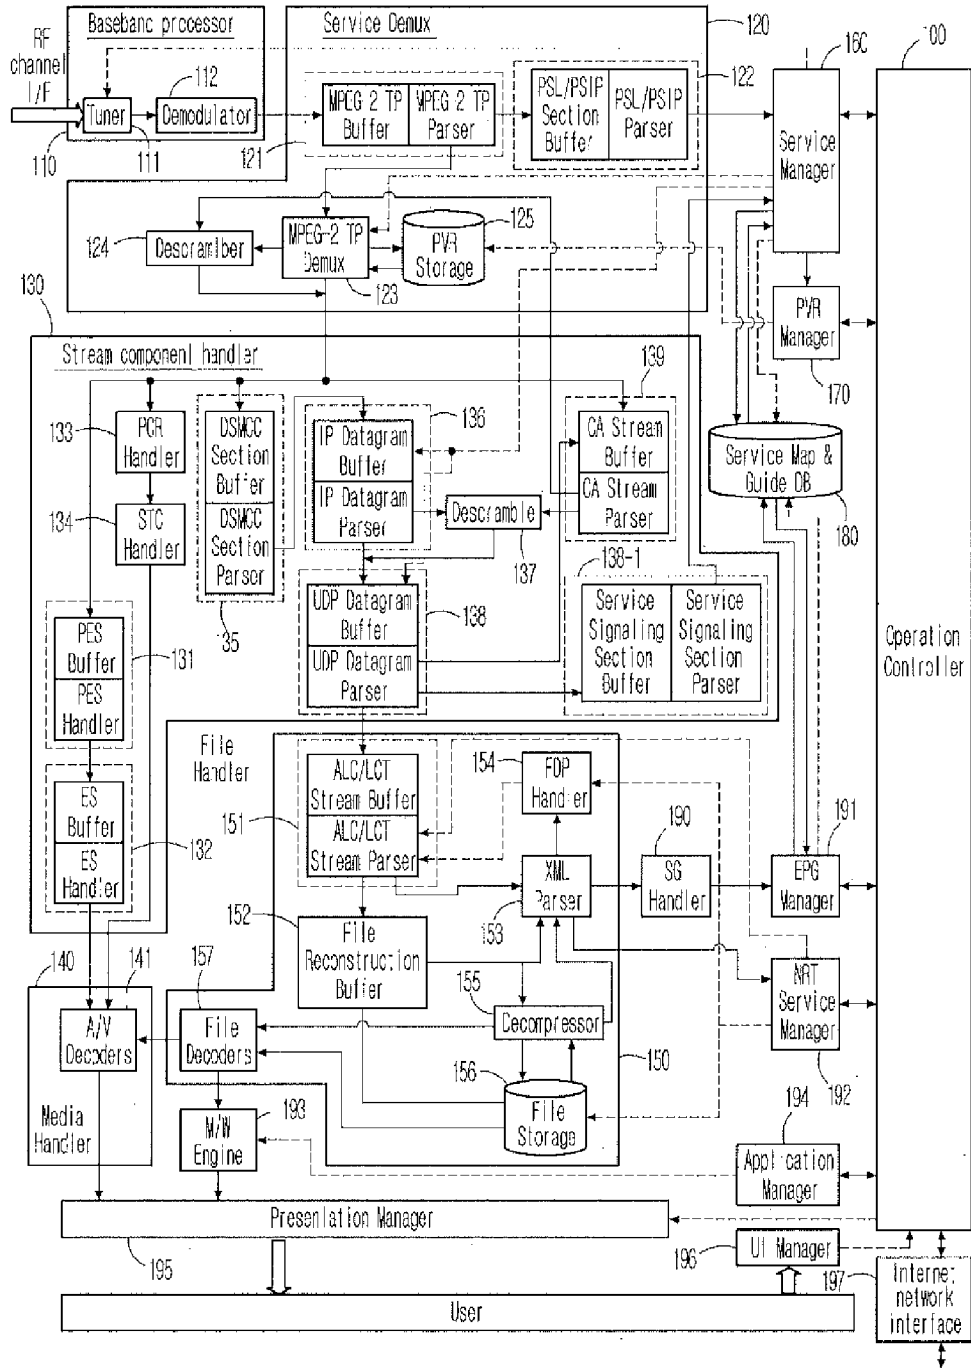 Basebanc processor
Service Demux
120
160
100
RF
channel
I/F
112
122
Tuner
Demodulator
MPEG-2 TP
Buffer
MPEG-2 TP
Parser
PSL/PSIP
Section
Buffer
PSL/PSIP
Parser
Service
Manager
110
111
121
124
Descramiber
MPEG-2 TP
Demux
125
PVR
Storage
123
130
PVR
Manager
170
Stream component handler
139
133
PCR
Handler
DSMCC
Section
Buffer
IP Datagram
Buffer
136
CA Stream
Buffer
Service Map &
Guide DB
134
STC
Handler
DSMCC
Section
Parser
IP Datagram
Parser
Descramble
CA Stream
Parser
180
137
138-1
135
UDP Datagram
Buffer
138
Service
Signaling
Section
Buffer
Service
Signaling
Section
Parser
Operation
Controller
PES
Buffer
131
UDP Datagram
Parser
PES
Handler
File
Handler
154
FDP
Handler
ALC/LCT
Stream Buffer
ES
Buffer
151
ALC/LCT
Stream Parser
190
191
132
ES
Handler
XML
Parser
SG
Handler
EPG
Manager
152
153
File
Reconstruction
Buffer
140
141
157
155
NRT
Service
Manager
A/V
Decoders
File
Decoders
Cecompressor
150
156
192
193
File
Storage
194
Media
Handler
M/W
Engine
Application
Manager
Presenlation Manager
195
196
UI Manager
197
Internet
network
interface
User